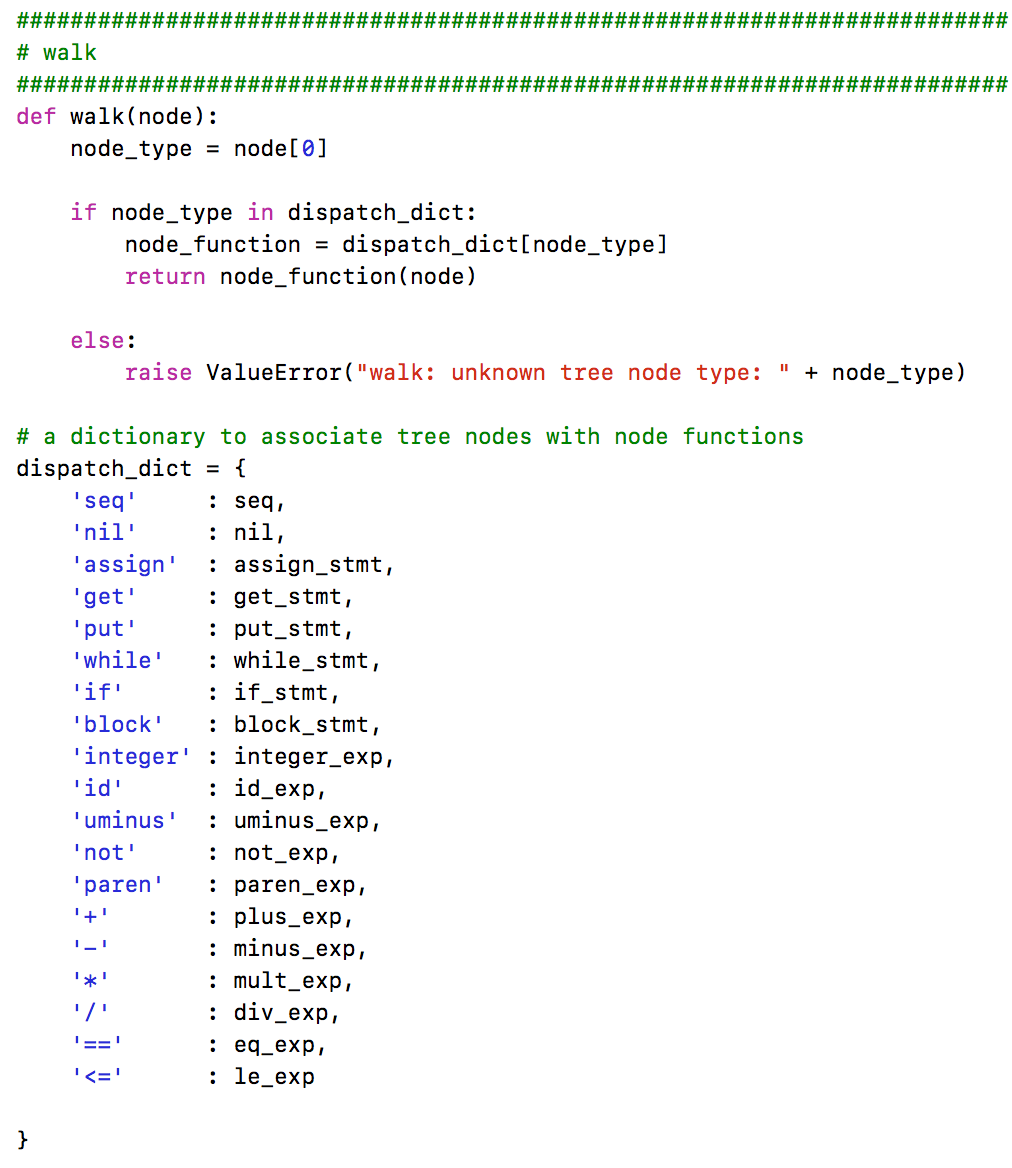 #########################################################################
# walk
#########################################################################
def walk(node):
    node_type = node[0]

    if node_type in dispatch_dict:
        node_function = dispatch_dict[node_type]
        return node_function(node)

    else:
        raise ValueError("walk: unknown tree node type: " + node_type)

# a dictionary to associate tree nodes with node functions
dispatch_dict = {
    'seq'     : seq,
    'nil'     : nil,
    'assign'  : assign_stmt,
    'get'     : get_stmt,
    'put'     : put_stmt,
    'while'   : while_stmt,
    'if'      : if_stmt,
    'block'   : block_stmt,
    'integer' : integer_exp,
    'id'      : id_exp,
    'uminus'  : uminus_exp,
    'not'     : not_exp,
    'paren'   : paren_exp,
    '+'       : plus_exp,
    '-'       : minus_exp,
    '*'       : mult_exp,
    '/'       : div_exp,
    '=='      : eq_exp,
    '<='      : le_exp

}